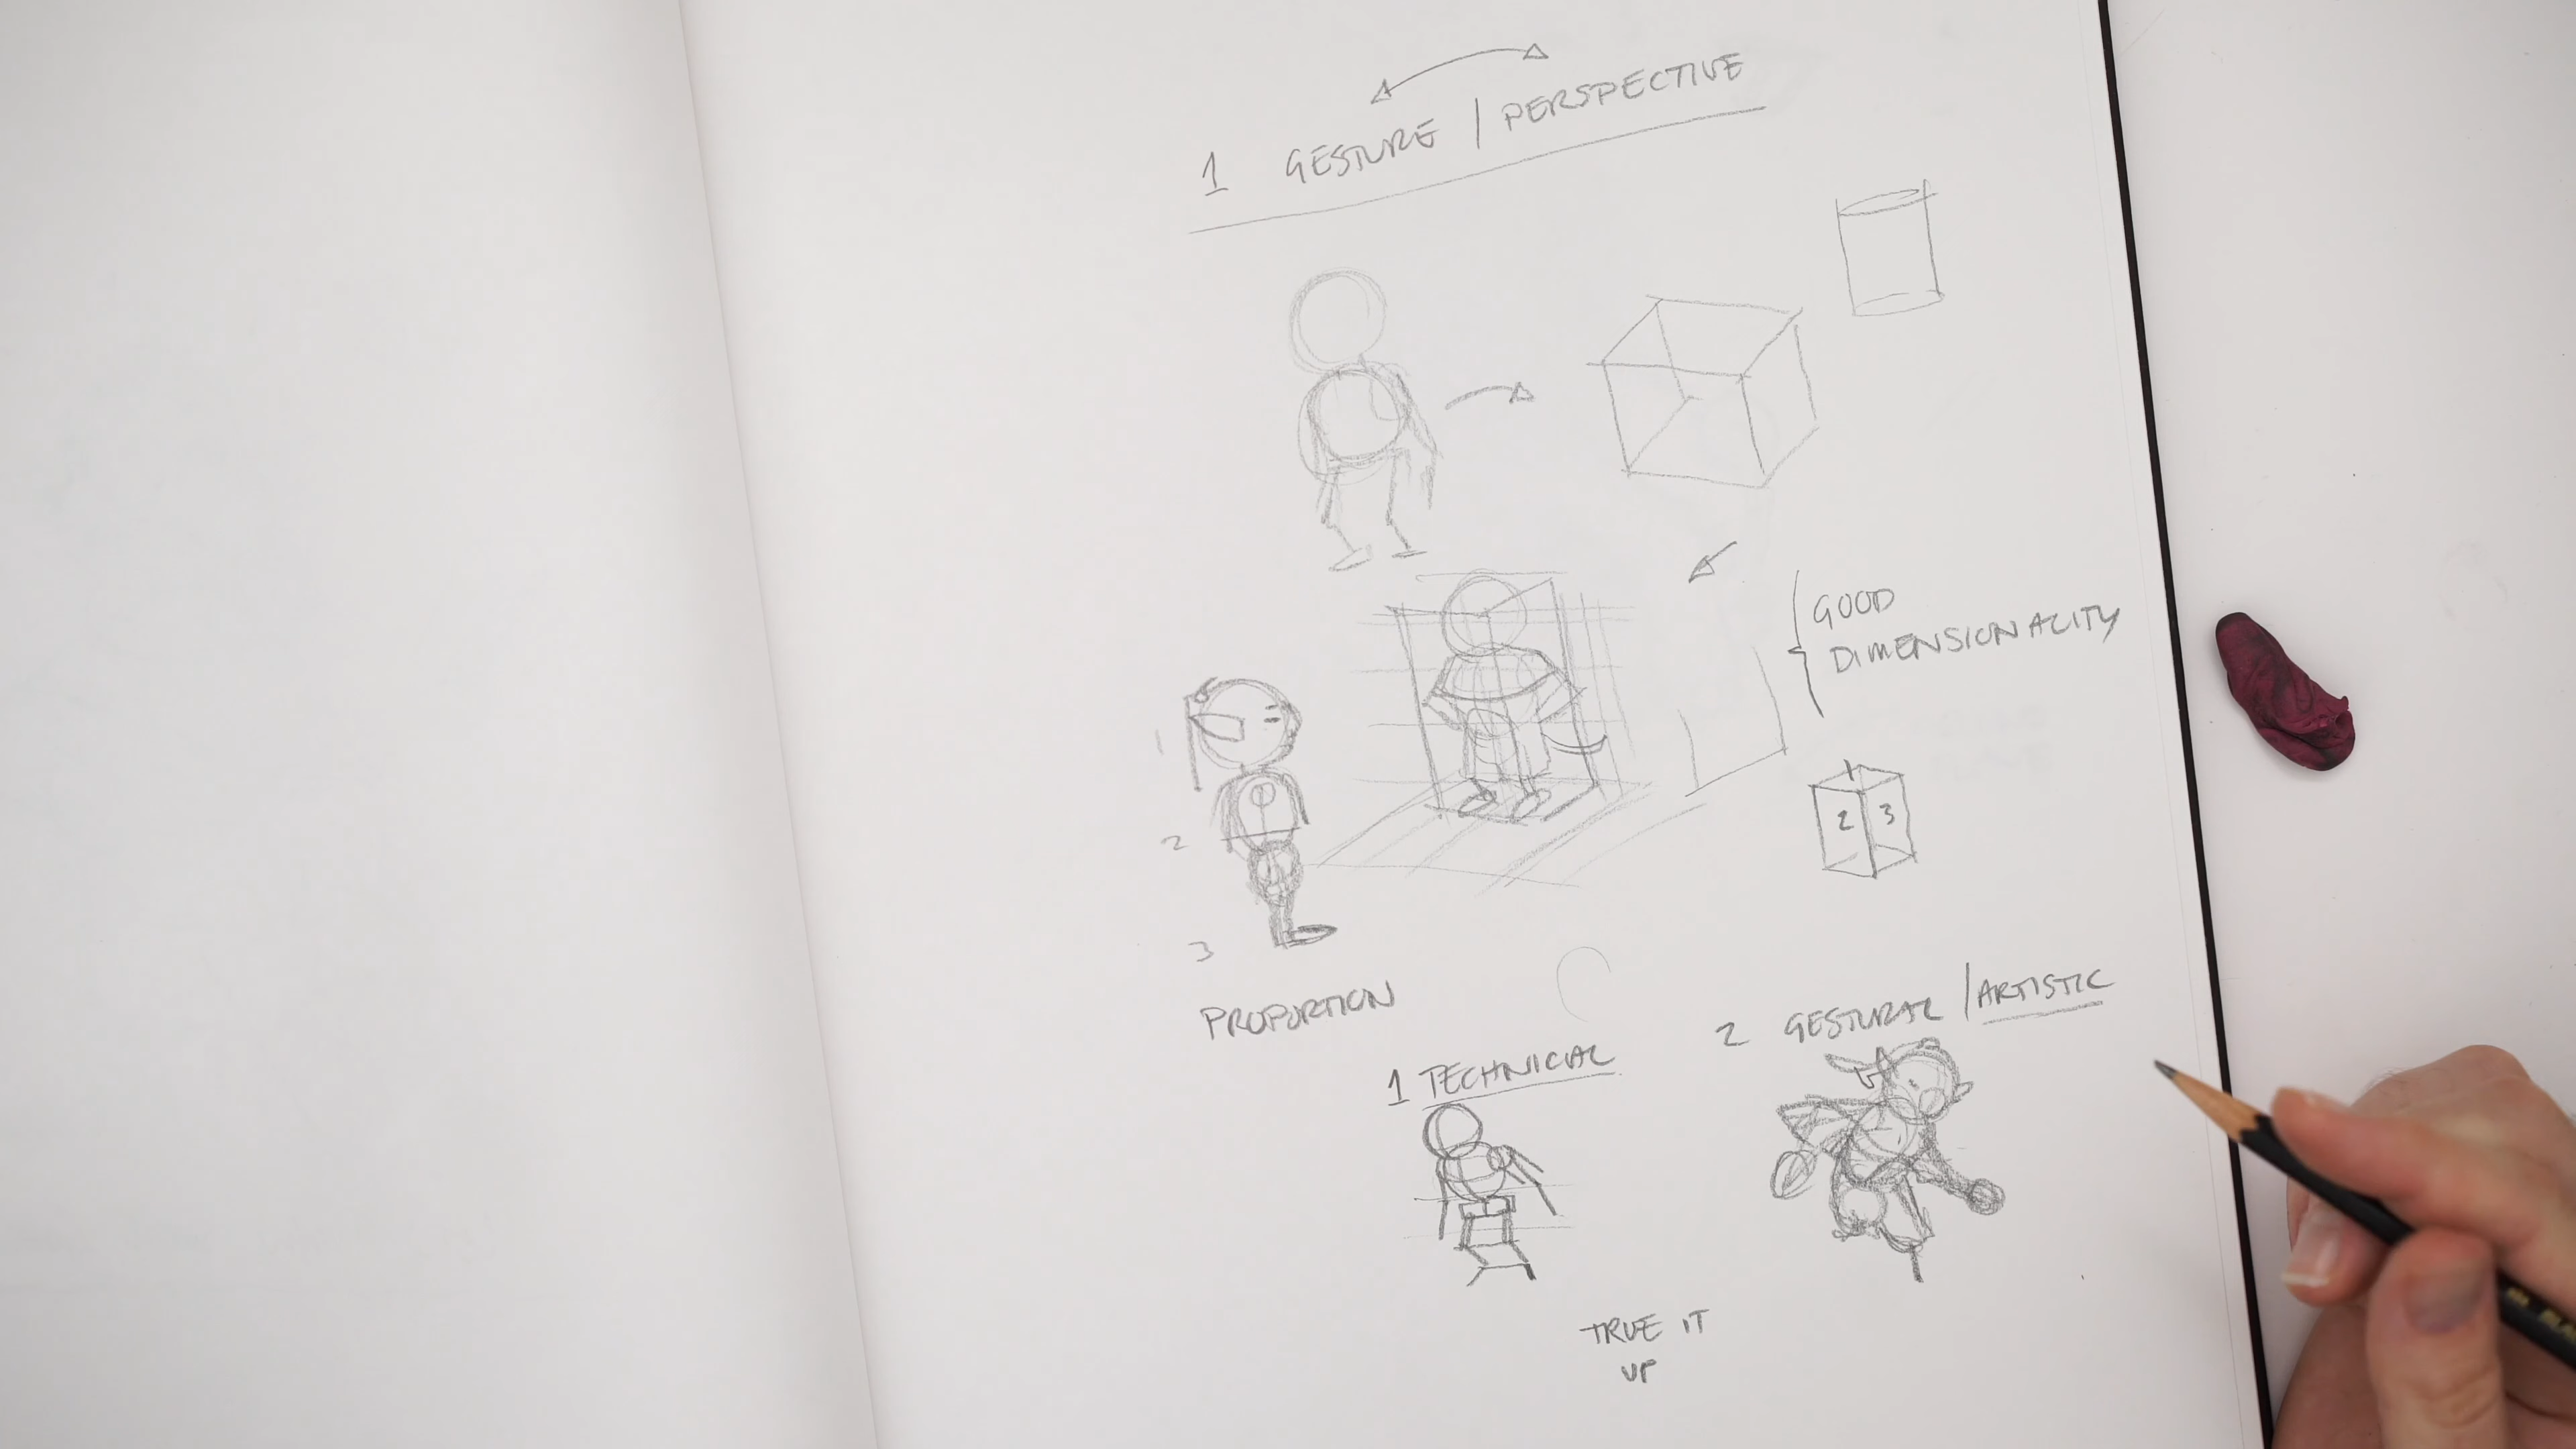 1 GESTURE / PERSPECTIVE
GOOD
DIMENSIONALITY
1
2
3
1
2 3
PROPORTION
1 TECHNICAL
2 GESTURAL / ARTISTIC
TRUE IT
UP